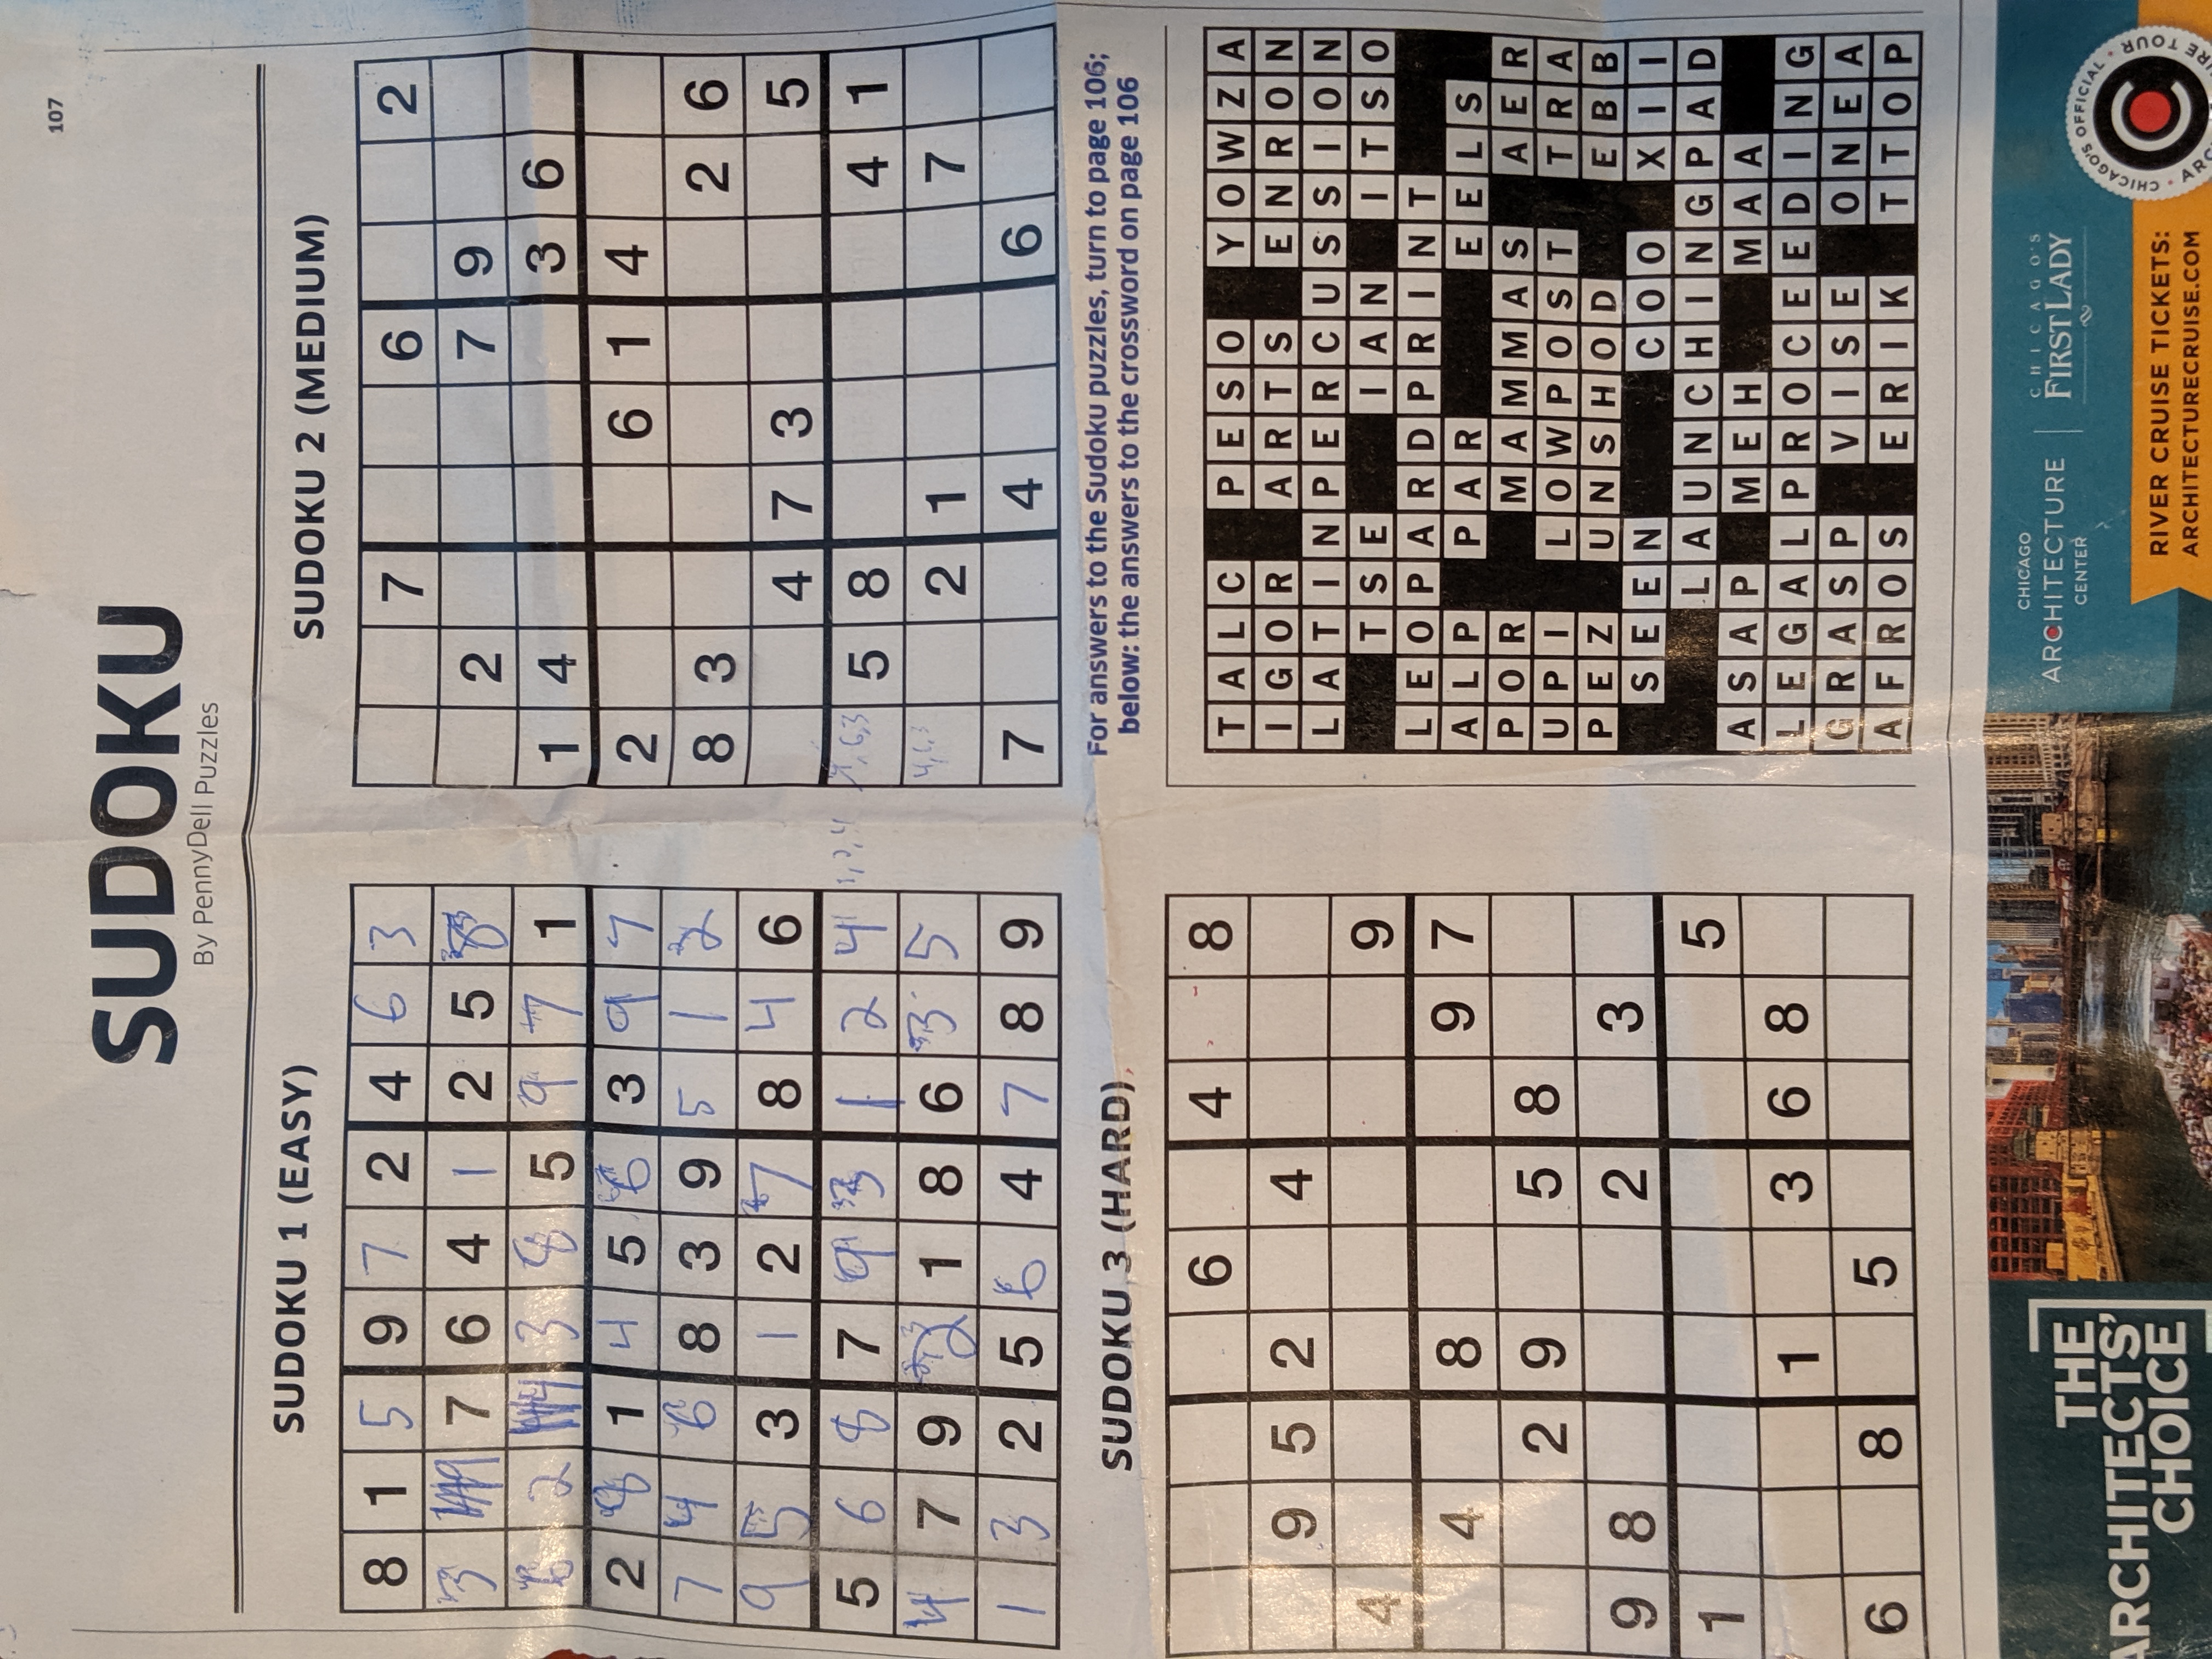 107
SUDOKU
By PennyDell Puzzles
SUDOKU 1 (EASY)
8 1 5 9 7 2 4 6 3
3 9 7 6 4 1 2 5 8
6 2 4 3 8 5 9 7 1
2 8 1 4 5 6 3 9 7
7 4 6 8 3 9 5 1 2
9 5 3 1 2 7 8 4 6
5 6 8 7 9 3 1 2 4 1, 2, 4
4 7 9 2 1 8 6 3 5
1 3 2 5 6 4 7 8 9
SUDOKU 2 (MEDIUM)
7 6 2
2 7 9
1 4 3 6
2 6 1 4
8 3 2 6
4 7 3 5
5 8 4 1
4,6,3 2 1 7
7 4 6
SUDOKU 3 (HARD)
6 4 8
9 5 2 4
4 9
4 8 9 7
2 9 5 8
9 8 2 3
1 5
1 3 6 8
6 8 5
For answers to the Sudoku puzzles, turn to page 106;
below: the answers to the crossword on page 106
T A L C P E S O Y O W Z A
I G O R A R T S E N R O N
L A T I N P E R C U S S I O N
T S E I A N I T S O
L E O P A R D P R I N T
A L P P A R E E L S
P O R M A M M A S A E R
U P I L O W P O S T T R A
P E Z U N S H O D E B B
S E E N C O O X I I
L A U N C H I N G P A D
A S A P M E H M A A
L E G A L P R O C E E D I N G
G R A S P V I S E O N E A
A F R O S E R I K T T O P
THE
ARCHITECTS'
CHOICE
CHICAGO
ARCHITECTURE
CENTER
CHICAGO'S
FIRST LADY
RIVER CRUISE TICKETS:
ARCHITECTURECRUISE.COM
CHICAGO'S OFFICIAL